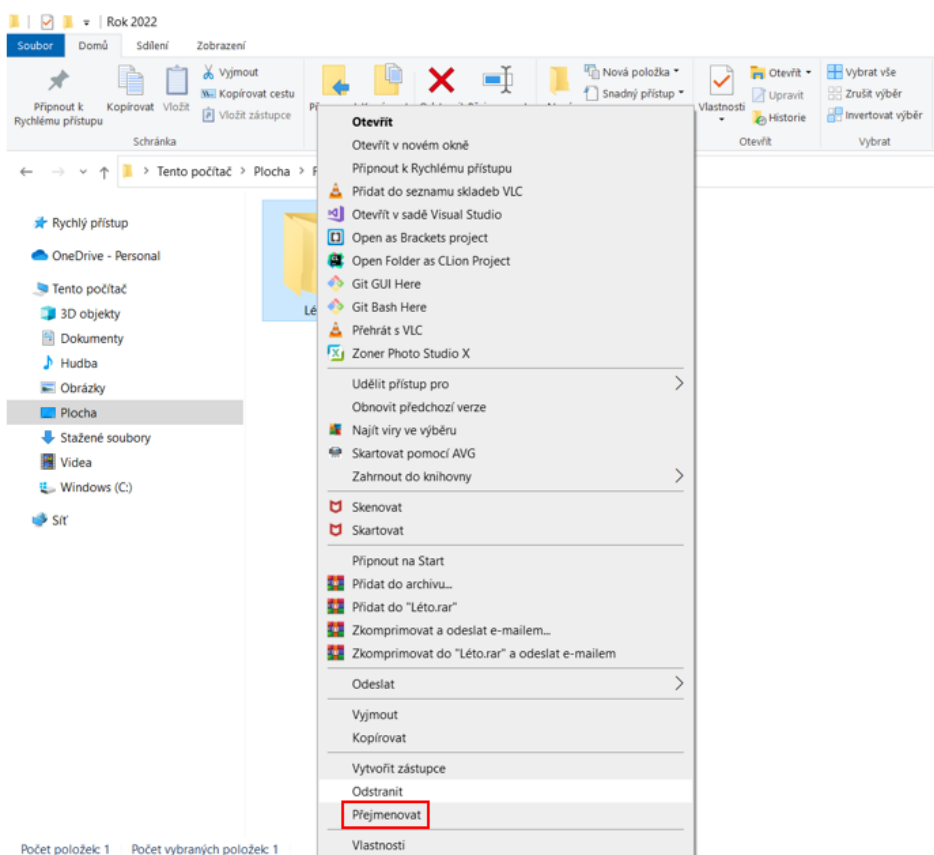 Rok 2022
Soubor Domů Sdílení Zobrazení
Připnout k Rychlému přístupu
Kopírovat
Vložit
Vyjmout
Kopírovat cestu
Vložit zástupce
Schránka
Nová položka
Snadný přístup
Vlastnosti
Otevřít
Upravit
Historie
Otevřít
Vybrat vše
Zrušit výběr
Invertovat výběr
Vybrat
Tento počítač > Plocha >
Rychlý přístup
OneDrive - Personal
Tento počítač
3D objekty
Dokumenty
Hudba
Obrázky
Plocha
Stažené soubory
Videa
Windows (C:)
Síť
Otevřít
Otevřít v novém okně
Připnout k Rychlému přístupu
Přidat do seznamu skladeb VLC
Otevřít v sadě Visual Studio
Open as Brackets project
Open Folder as CLion Project
Git GUI Here
Git Bash Here
Přehrát s VLC
Zoner Photo Studio X
Udělit přístup pro
Obnovit předchozí verze
Najít viry ve výběru
Skartovat pomocí AVG
Zahrnout do knihovny
Skenovat
Skartovat
Připnout na Start
Přidat do archivu...
Přidat do "Léto.rar"
Zkomprimovat a odeslat e-mailem...
Zkomprimovat do "Léto.rar" a odeslat e-mailem
Odeslat
Vyjmout
Kopírovat
Vytvořit zástupce
Odstranit
Přejmenovat
Vlastnosti
Počet položek: 1 Počet vybraných položek: 1